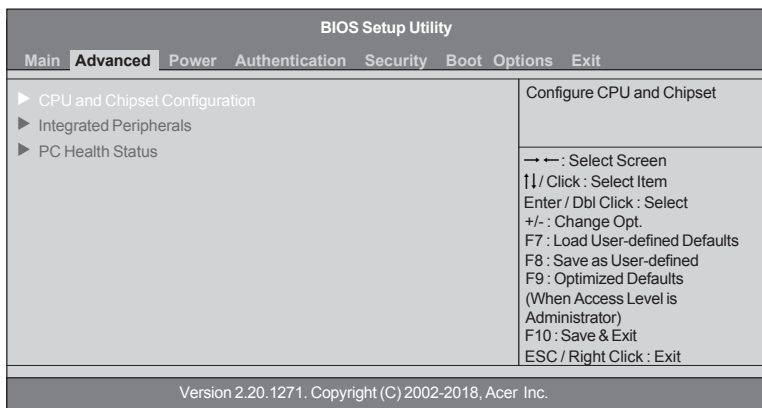 BIOS Setup Utility
Main Advanced Power Authentication Security Boot Options Exit
▶ CPU and Chipset Configuration
▶ Integrated Peripherals
▶ PC Health Status
Configure CPU and Chipset
→ ← : Select Screen
↑↓ / Click : Select Item
Enter / Dbl Click : Select
+/- : Change Opt.
F7 : Load User-defined Defaults
F8 : Save as User-defined
F9 : Optimized Defaults
(When Access Level is
Administrator)
F10 : Save & Exit
ESC / Right Click : Exit
Version 2.20.1271. Copyright (C) 2002-2018, Acer Inc.